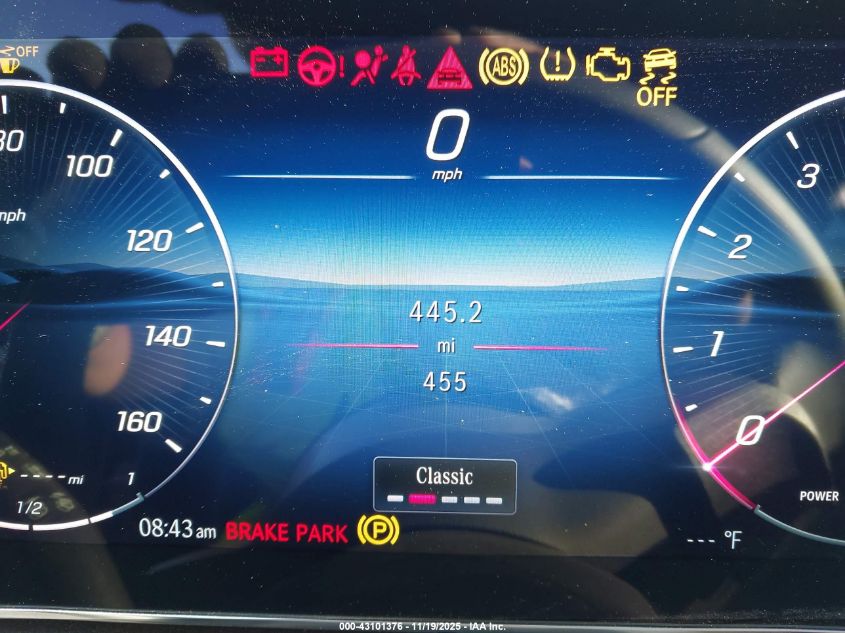 OFF
ABS
OFF
0
mph
80
100
mph
120
140
160
1
1/2
---- mi
445.2
mi
455
3
2
1
0
POWER
Classic
08:43 am BRAKE PARK P
--- °F
000-43101376 - 11/19/2025 - IAA Inc.